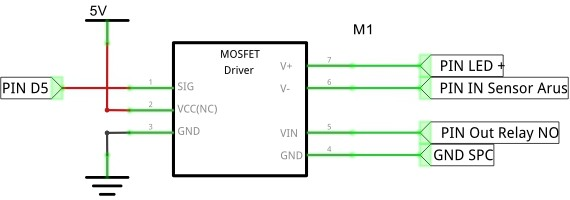 5V
M1
MOSFET
Driver
PIN D5
1
SIG
2
VCC(NC)
3
GND
V+
7
PIN LED +
V-
6
PIN IN Sensor Arus
VIN
5
PIN Out Relay NO
GND
4
GND SPC